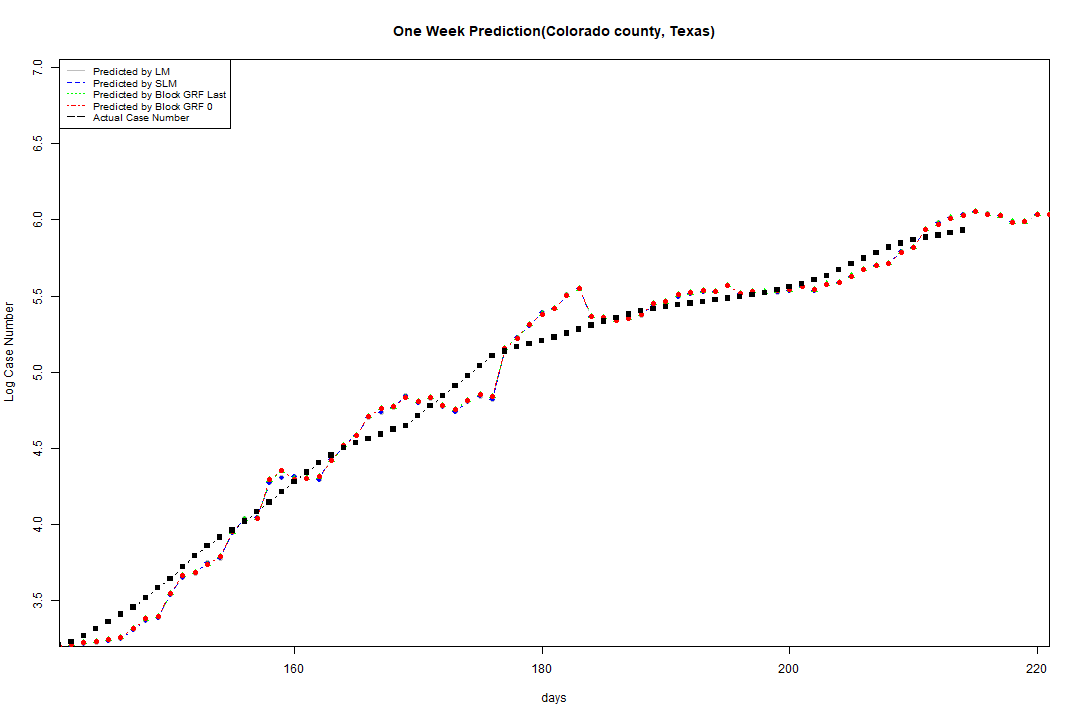 One Week Prediction(Colorado county, Texas)
Predicted by LM
Predicted by SLM
Predicted by Block GRF Last
Predicted by Block GRF 0
Actual Case Number
7.0
6.5
6.0
5.5
5.0
4.5
4.0
3.5
Log Case Number
160
180
200
220
days